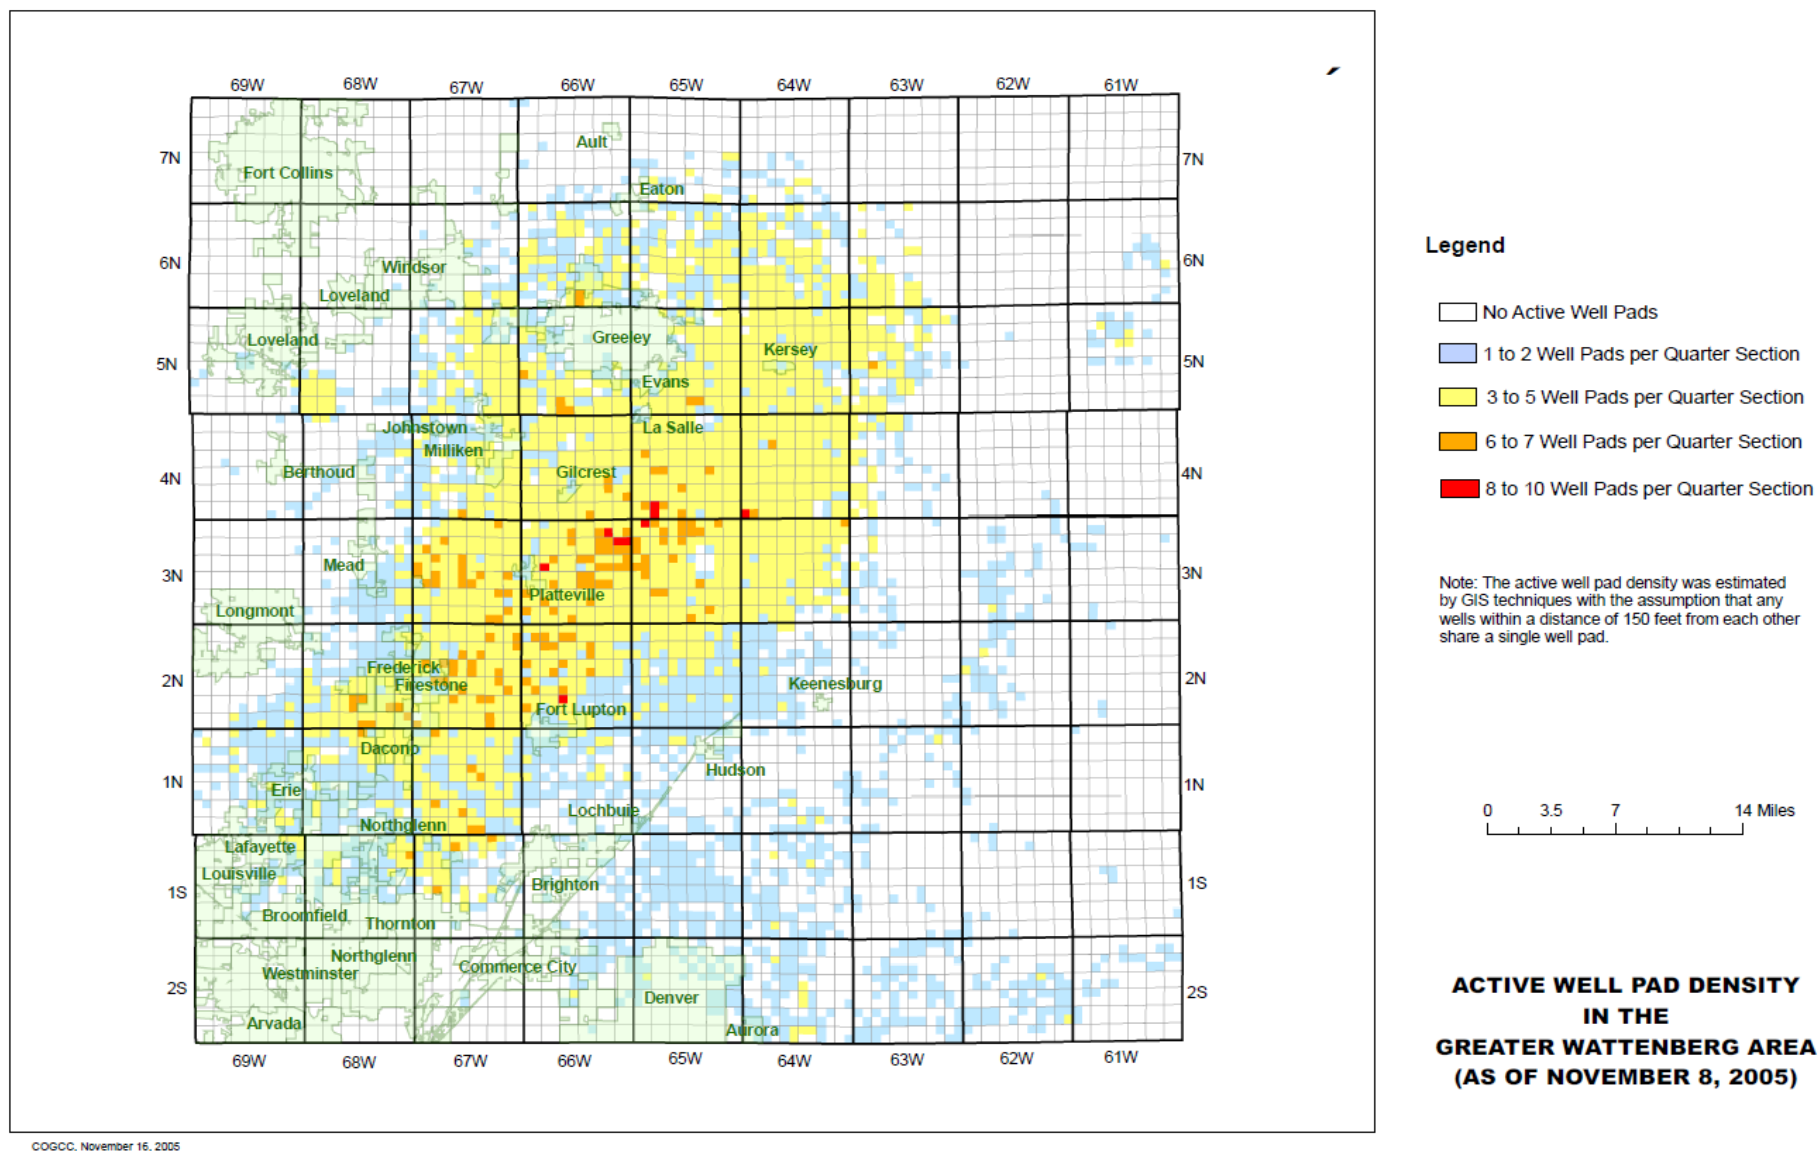 69W 68W 67W 66W 65W 64W 63W 62W 61W
7N
6N
5N
4N
3N
2N
1N
1S
2S
Fort Collins
Ault
Eaton
Windsor
Loveland
Loveland
Greeley
Kersey
Evans
Johnstown
La Salle
Milliken
Berthoud
Gilcrest
Mead
Platteville
Longmont
Frederick
Firestone
Keenesburg
Fort Lupton
Dacono
Hudson
Erie
Lochbuie
Northglenn
Lafayette
Louisville
Brighton
Broomfield
Thornton
Northglenn
Westminster
Commerce City
Denver
Arvada
Aurora
7N
6N
5N
4N
3N
2N
1N
1S
2S
69W 68W 67W 66W 65W 64W 63W 62W 61W
Legend
No Active Well Pads
1 to 2 Well Pads per Quarter Section
3 to 5 Well Pads per Quarter Section
6 to 7 Well Pads per Quarter Section
8 to 10 Well Pads per Quarter Section
Note: The active well pad density was estimated
by GIS techniques with the assumption that any
wells within a distance of 150 feet from each other
share a single well pad.
0 3.5 7 14 Miles
ACTIVE WELL PAD DENSITY
IN THE
GREATER WATTENBERG AREA
(AS OF NOVEMBER 8, 2005)
COGCC, November 16, 2005